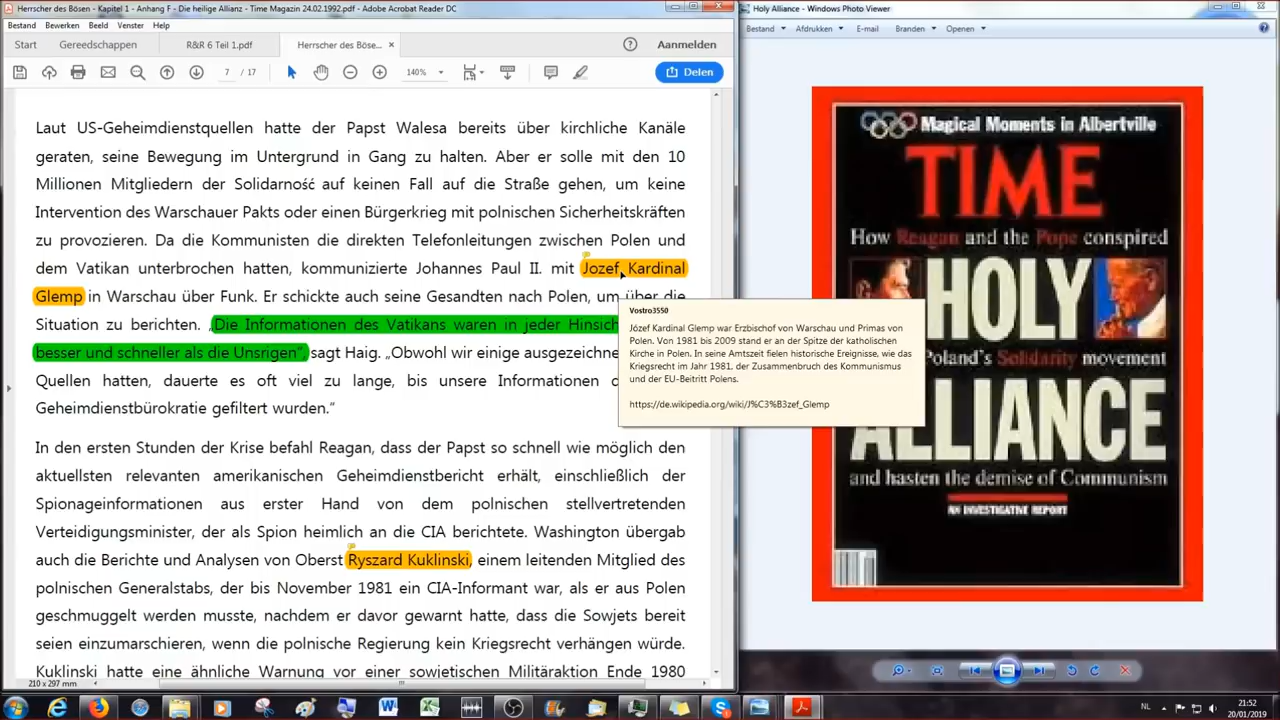 Herrscher des Bösen - Kapitel 1 - Anhang F - Die heilige Allianz - Time Magazin 24.02.1992.pdf - Adobe Acrobat Reader DC
Bestand Bewerken Beeld Venster Help
Start Gereedschappen R&R 6 Teil 1.pdf Herrscher des Böse... × Aanmelden
7 / 17 140% Delen
Laut US-Geheimdienstquellen hatte der Papst Walesa bereits über kirchliche Kanäle
geraten, seine Bewegung im Untergrund in Gang zu halten. Aber er solle mit den 10
Millionen Mitgliedern der Solidarność auf keinen Fall auf die Straße gehen, um keine
Intervention des Warschauer Pakts oder einen Bürgerkrieg mit polnischen Sicherheitskräften
zu provozieren. Da die Kommunisten die direkten Telefonleitungen zwischen Polen und
dem Vatikan unterbrochen hatten, kommunizierte Johannes Paul II. mit Jozef Kardinal
Glemp in Warschau über Funk. Er schickte auch seine Gesandten nach Polen, um über die
Situation zu berichten. „Die Informationen des Vatikans waren in jeder Hinsich
besser und schneller als die Unsrigen“, sagt Haig. „Obwohl wir einige ausgezeichne
Quellen hatten, dauerte es oft viel zu lange, bis unsere Informationen d
Geheimdienstbürokratie gefiltert wurden.“
In den ersten Stunden der Krise befahl Reagan, dass der Papst so schnell wie möglich den
aktuellsten relevanten amerikanischen Geheimdienstbericht erhält, einschließlich der
Spionageinformationen aus erster Hand von dem polnischen stellvertretenden
Verteidigungsminister, der als Spion heimlich an die CIA berichtete. Washington übergab
auch die Berichte und Analysen von Oberst Ryszard Kuklinski, einem leitenden Mitglied des
polnischen Generalstabs, der bis November 1981 ein CIA-Informant war, als er aus Polen
geschmuggelt werden musste, nachdem er davor gewarnt hatte, dass die Sowjets bereit
seien einzumarschieren, wenn die polnische Regierung kein Kriegsrecht verhängen würde.
Kuklinski hatte eine ähnliche Warnung vor einer sowjetischen Militäraktion Ende 1980
210 x 297 mm
Vostro3550
Józef Kardinal Glemp war Erzbischof von Warschau und Primas von
Polen. Von 1981 bis 2009 stand er an der Spitze der katholischen
Kirche in Polen. In seine Amtszeit fielen historische Ereignisse, wie das
Kriegsrecht im Jahr 1981, der Zusammenbruch des Kommunismus
und der EU-Beitritt Polens.
https://de.wikipedia.org/wiki/J%C3%B3zef_Glemp
Holy Alliance - Windows Photo Viewer
Bestand Afdrukken E-mail Branden Openen
Magical Moments in Albertville
TIME
How Reagan and the Pope conspired
HOLY
Poland's Solidarity movement
ALLIANCE
and hasten the demise of Communism
AN INVESTIGATIVE REPORT
NL 21:52
20/01/2019